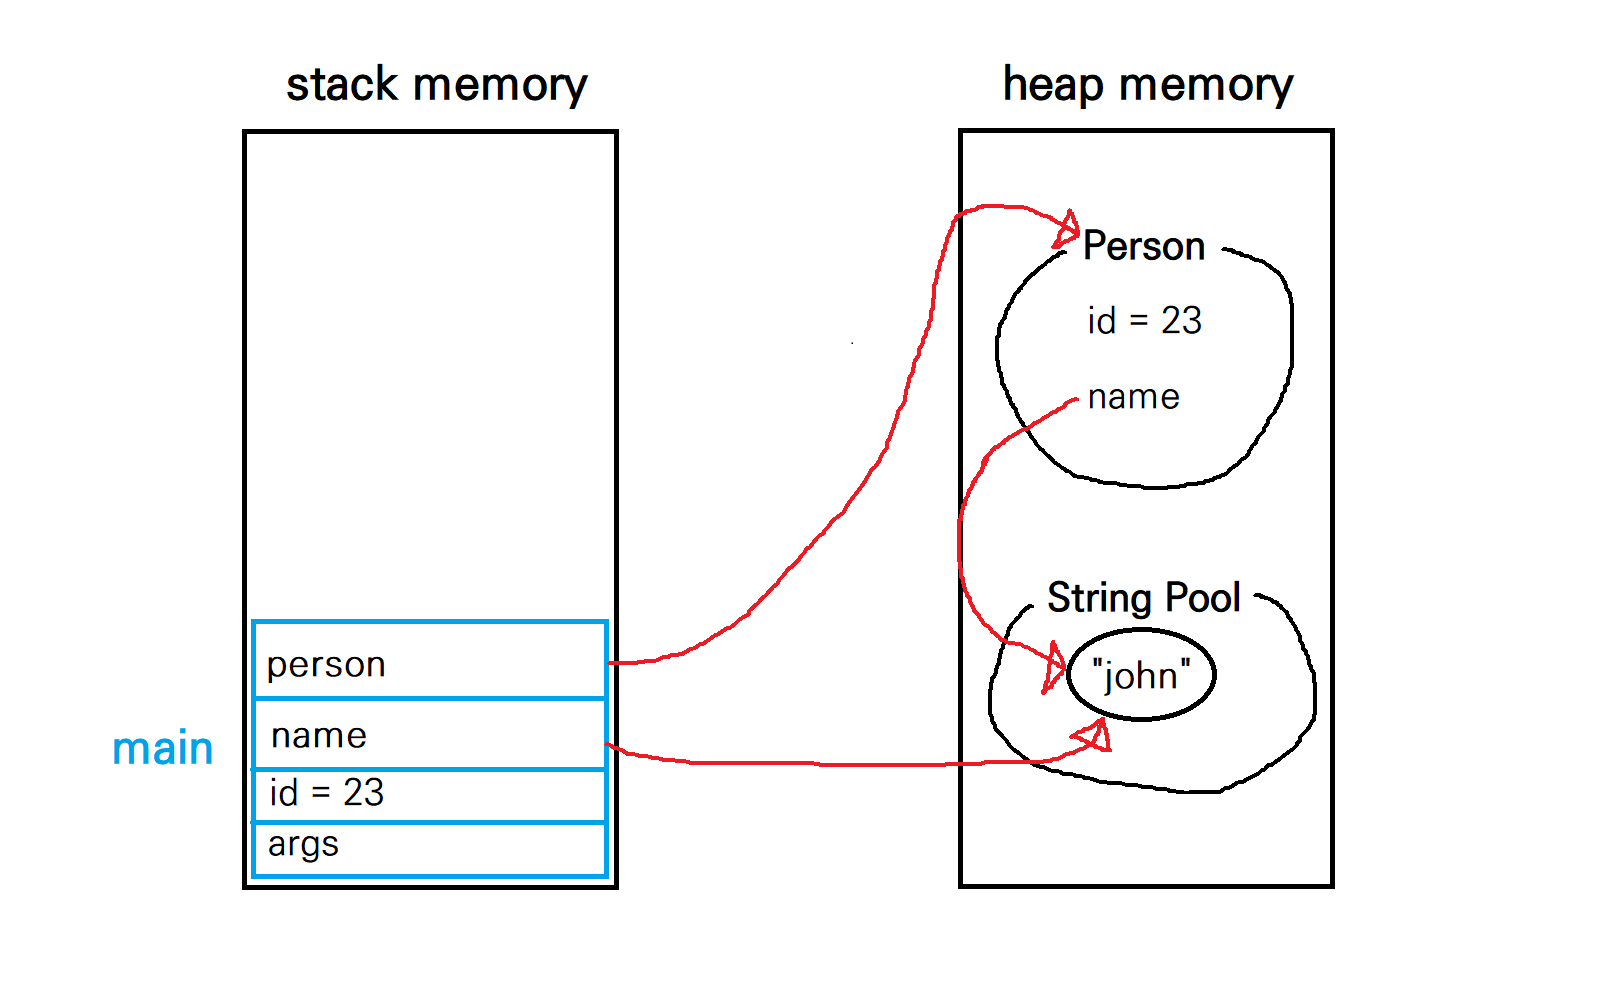 stack memory
heap memory
Person
id = 23
name
String Pool
"john"
person
name
id = 23
args
main